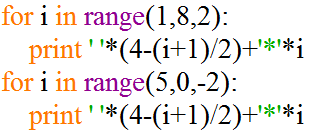 for i in range(1,8,2):
    print ' '*(4-(i+1)/2)+'*'*i
for i in range(5,0,-2):
    print ' '*(4-(i+1)/2)+'*'*i